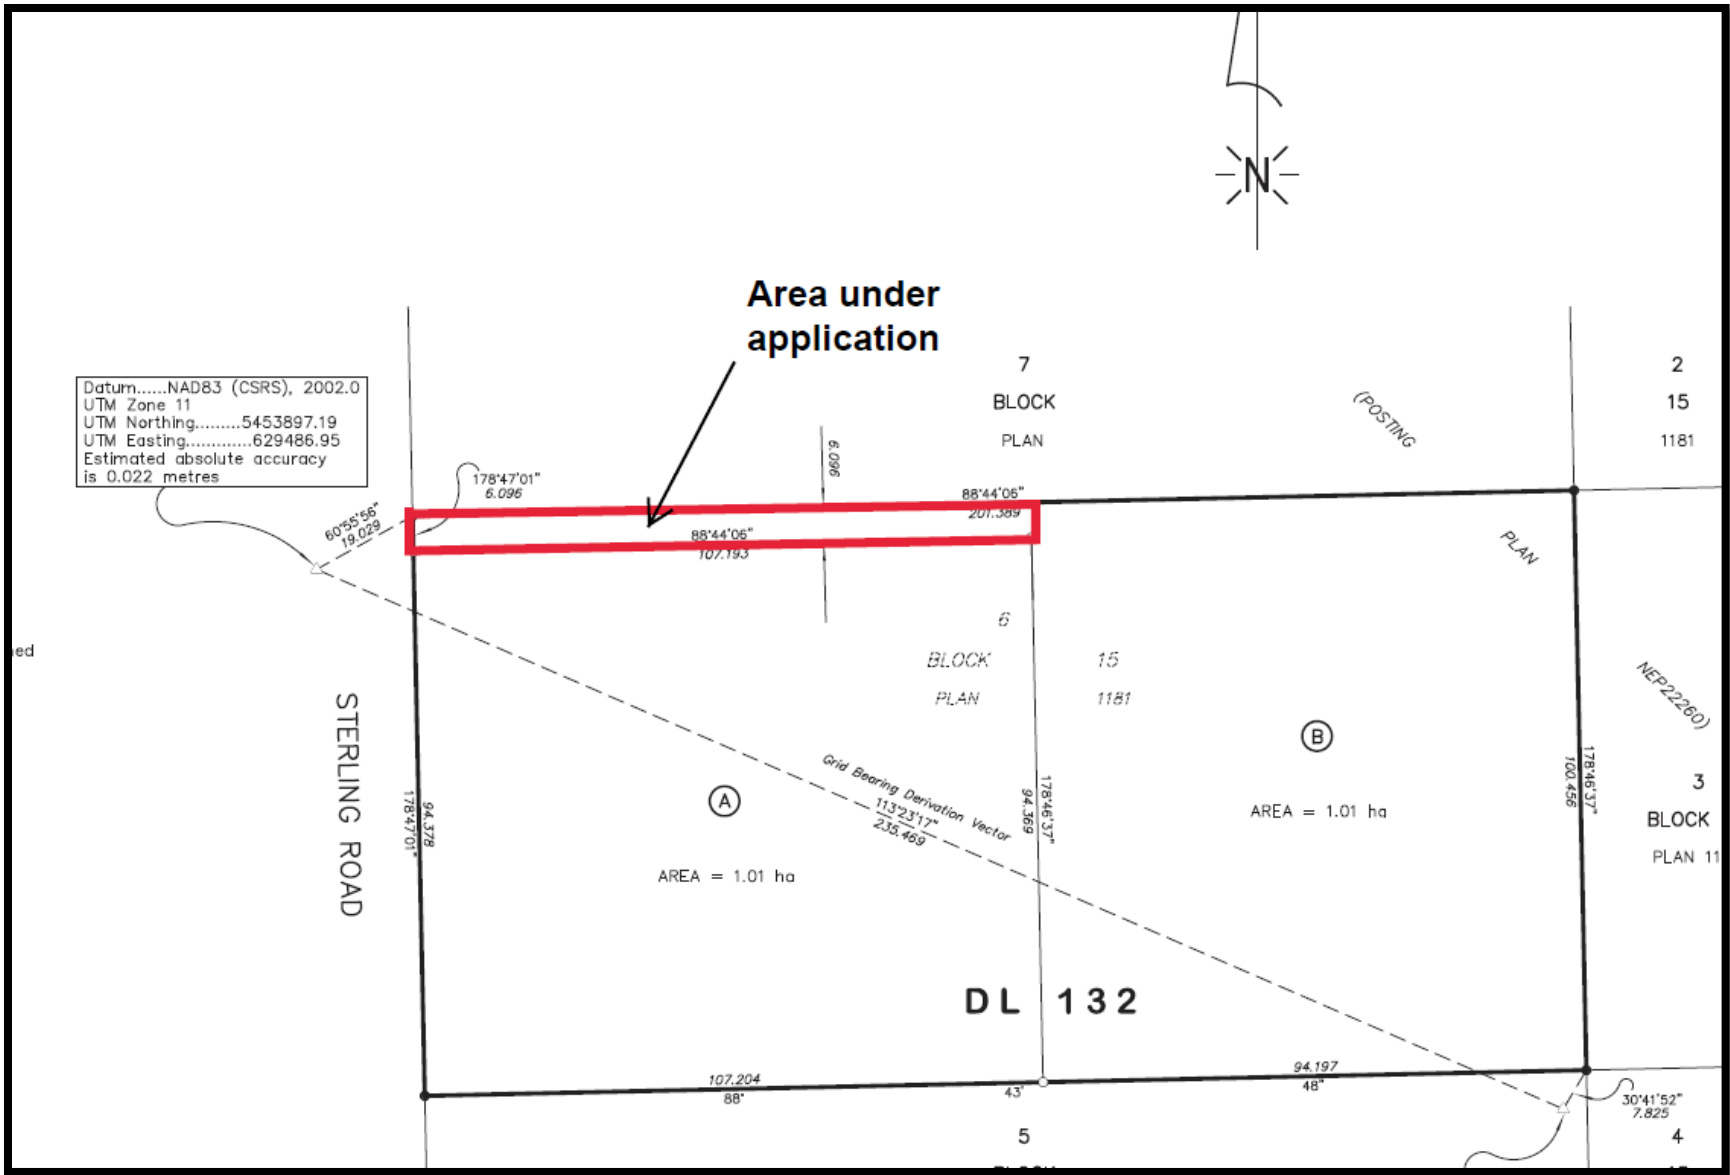 N
Area under
application
7
BLOCK
PLAN
(POSTING
2
15
1181
Datum......NAD83 (CSRS), 2002.0
UTM Zone 11
UTM Northing.........5453897.19
UTM Easting.............629486.95
Estimated absolute accuracy
is 0.022 metres
6.096
178°47'01"
6.096
88°44'06"
201.389
60°55'56"
19.029
88°44'06"
107.193
PLAN
6
BLOCK 15
PLAN 1181
NEP22260)
STERLING ROAD
178°47'01"
94.378
Grid Bearing Derivation Vector
113°23'17"
235.469
94.369
178°46'37"
B
AREA = 1.01 ha
100.456
178°46'37"
3
BLOCK
PLAN 11
A
AREA = 1.01 ha
DL 132
107.204
88° 43' 48"
94.197
30°41'52"
7.825
5
4